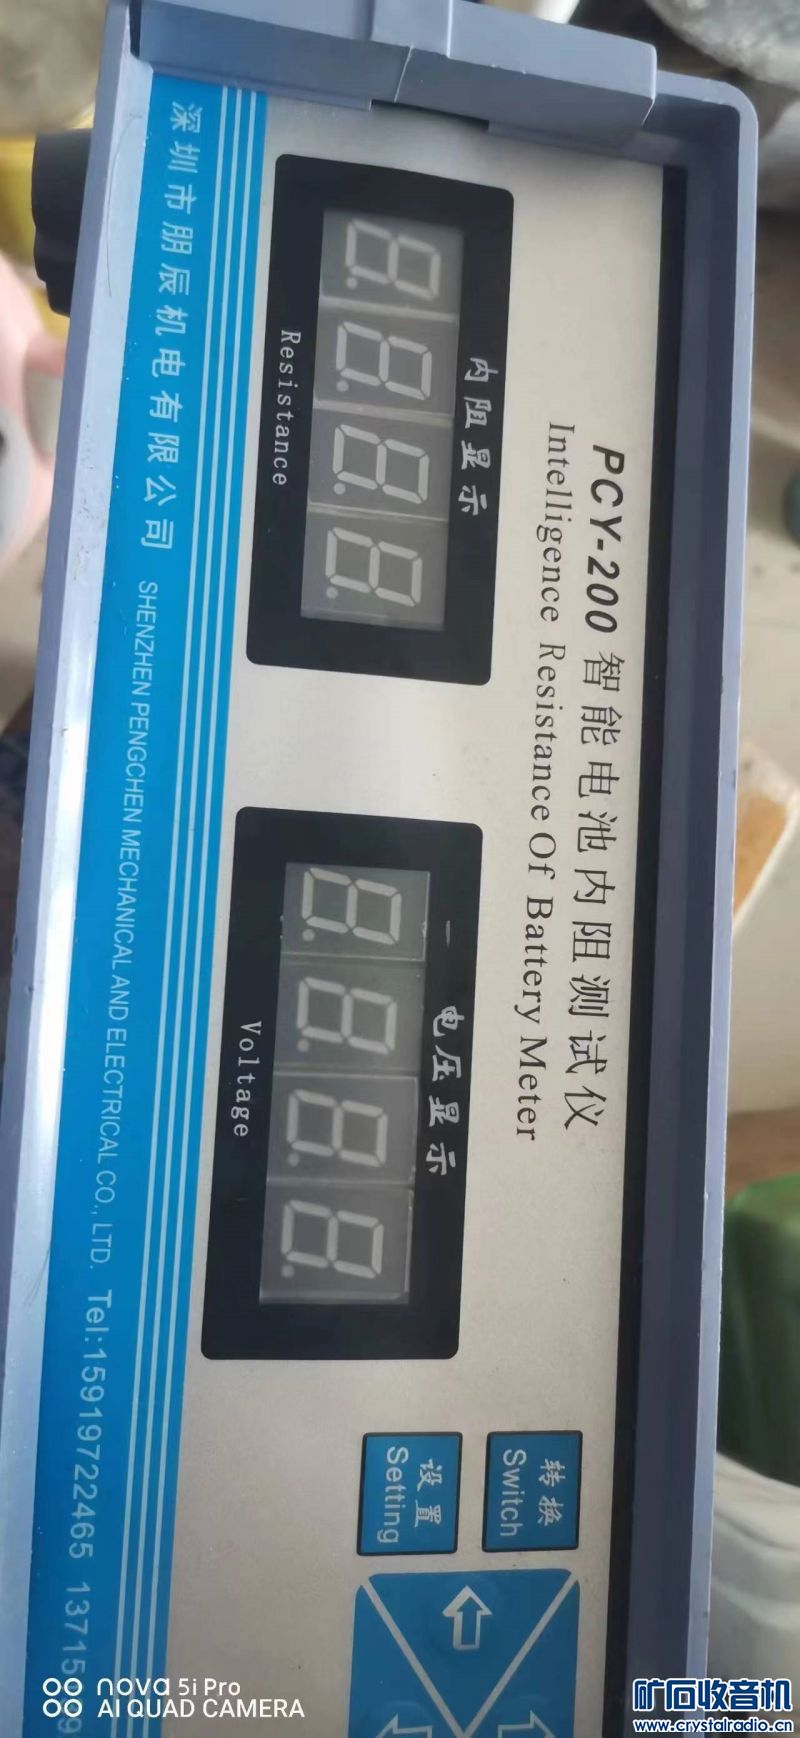 PCY-200 智能电池内阻测试仪
Intelligence Resistance Of Battery Meter
内阻显示
Resistance
电压显示
Voltage
转换
Switch
设置
Setting
深圳市朋辰机电有限公司 SHENZHEN PENGCHEN MECHANICAL AND ELECTRICAL CO., LTD. Tel:15919722465
nova 5i Pro
AI QUAD CAMERA
矿石收音机
www.crystalradio.cn